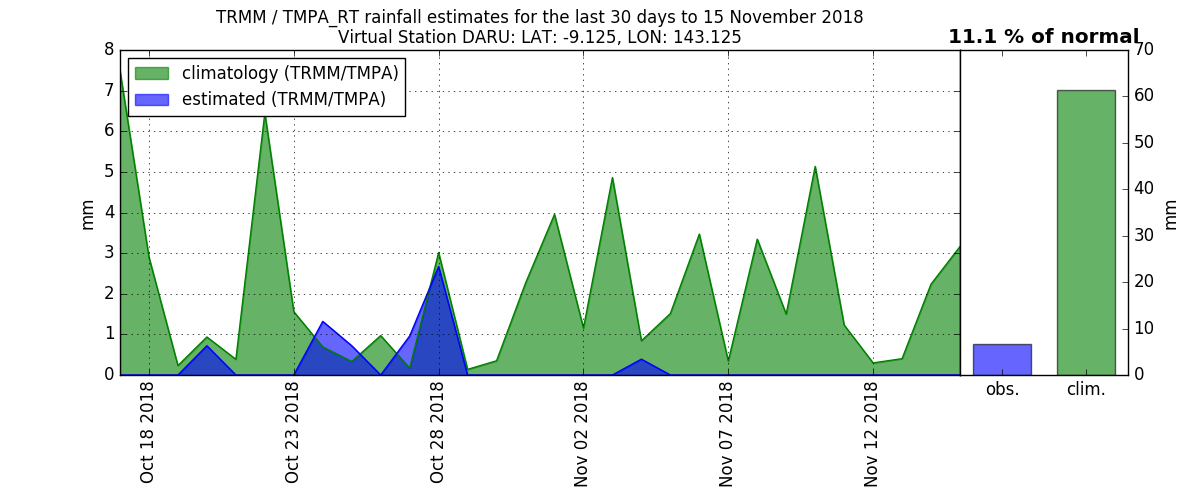 TRMM / TMPA_RT rainfall estimates for the last 30 days to 15 November 2018
Virtual Station DARU: LAT: -9.125, LON: 143.125
11.1 % of normal
climatology (TRMM/TMPA)
estimated (TRMM/TMPA)
mm
8
7
6
5
4
3
2
1
0
Oct 18 2018
Oct 23 2018
Oct 28 2018
Nov 02 2018
Nov 07 2018
Nov 12 2018
obs.
clim.
70
60
50
40
30
20
10
0
mm